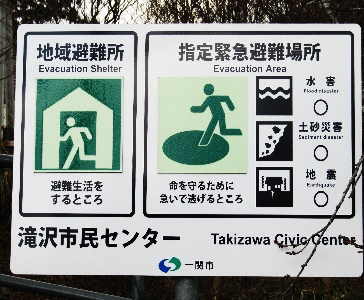 地域避難所
Evacuation Shelter
避難生活を
するところ
指定緊急避難場所
Evacuation Area
命を守るために
急いで逃げるところ
水害
Flood disaster
土砂災害
Sediment disaster
地震
Earthquake
滝沢市民センター Takizawa Civic Center
一関市